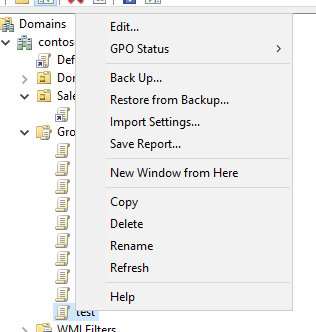 Domains
contoso
Def
Dor
Sale
Gro
test
WMI Filters
Edit...
GPO Status
Back Up...
Restore from Backup...
Import Settings...
Save Report...
New Window from Here
Copy
Delete
Rename
Refresh
Help